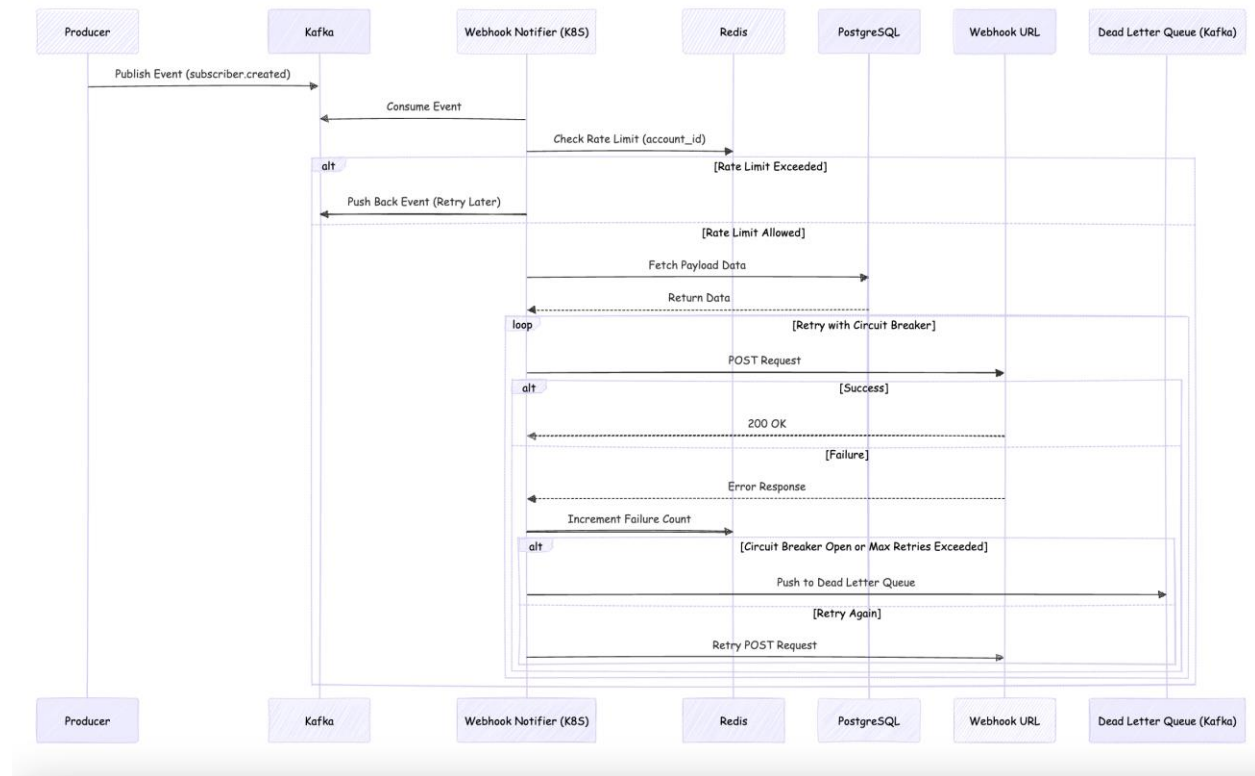 Producer
Kafka
Webhook Notifier (K8S)
Redis
PostgreSQL
Webhook URL
Dead Letter Queue (Kafka)
Publish Event (subscriber.created)
Consume Event
Check Rate Limit (account_id)
alt
[Rate Limit Exceeded]
Push Back Event (Retry Later)
[Rate Limit Allowed]
Fetch Payload Data
Return Data
loop
[Retry with Circuit Breaker]
POST Request
alt
[Success]
200 OK
[Failure]
Error Response
Increment Failure Count
alt
[Circuit Breaker Open or Max Retries Exceeded]
Push to Dead Letter Queue
[Retry Again]
Retry POST Request
Producer
Kafka
Webhook Notifier (K8S)
Redis
PostgreSQL
Webhook URL
Dead Letter Queue (Kafka)